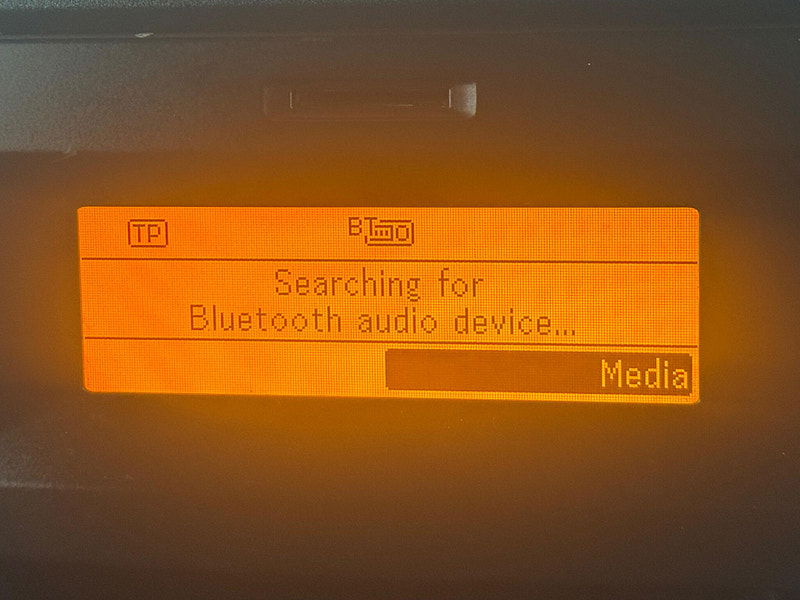 TP BT
Searching for
Bluetooth audio device...
Media